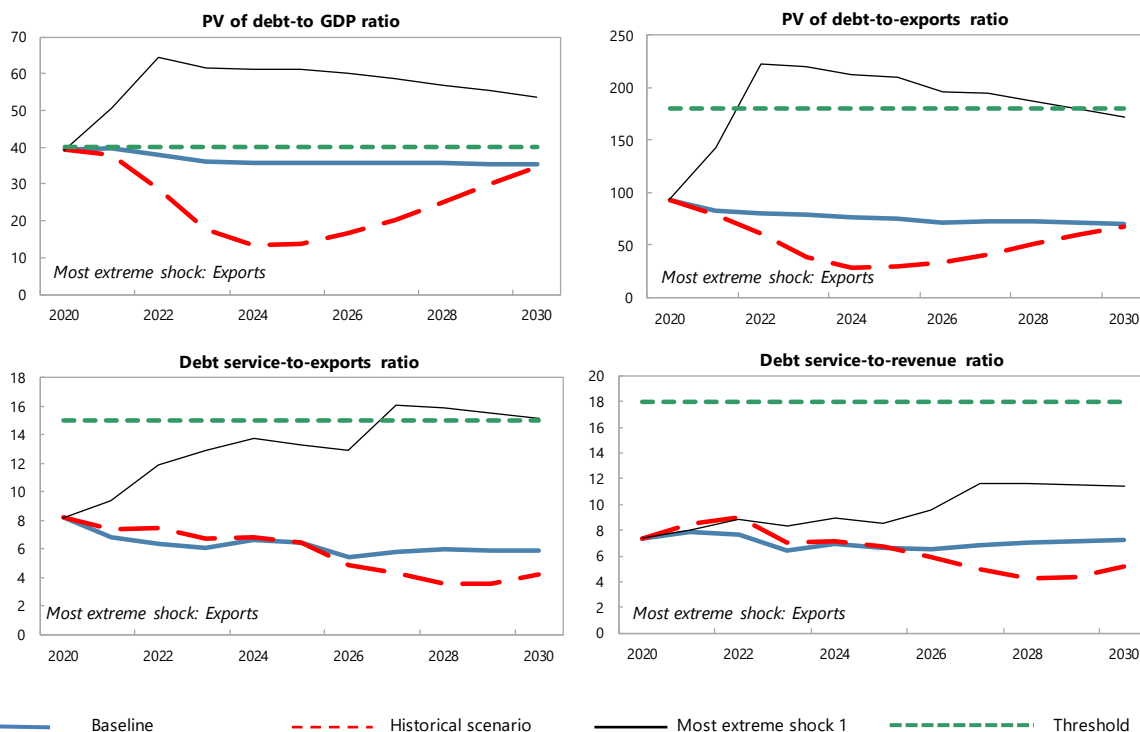 PV of debt-to GDP ratio
70
60
50
40
30
20
10
0
Most extreme shock: Exports
2020 2022 2024 2026 2028 2030
PV of debt-to-exports ratio
250
200
150
100
50
0
Most extreme shock: Exports
2020 2022 2024 2026 2028 2030
Debt service-to-exports ratio
18
16
14
12
10
8
6
4
2
0
Most extreme shock: Exports
2020 2022 2024 2026 2028 2030
Debt service-to-revenue ratio
20
18
16
14
12
10
8
6
4
2
0
Most extreme shock: Exports
2020 2022 2024 2026 2028 2030
Baseline Historical scenario Most extreme shock 1 Threshold